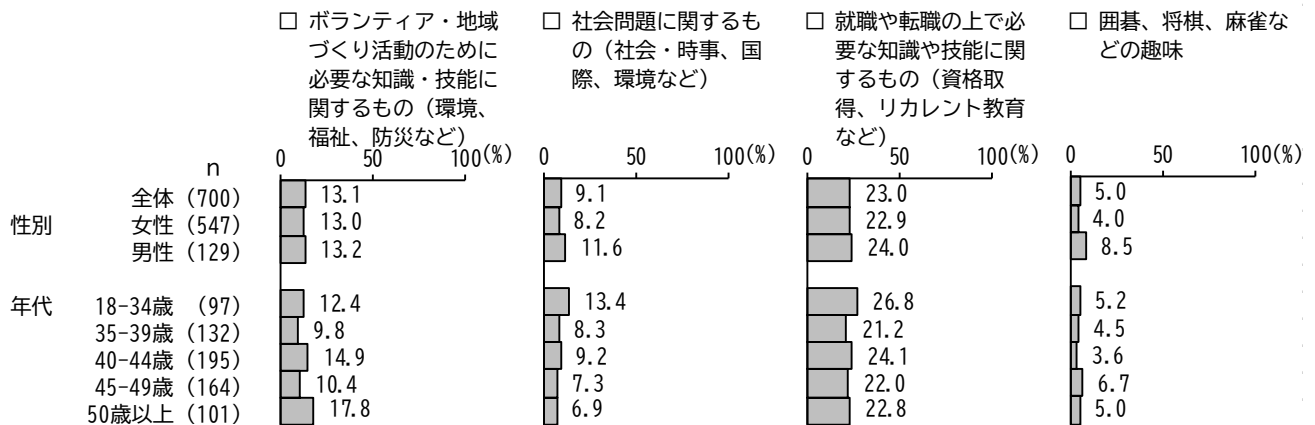 □ ボランティア・地域
づくり活動のために
必要な知識・技能に
関するもの（環境、
福祉、防災など）
□ 社会問題に関するも
の（社会・時事、国
際、環境など）
□ 就職や転職の上で必
要な知識や技能に関
するもの（資格取
得、リカレント教育
など）
□ 囲碁、将棋、麻雀な
どの趣味
n 0 50 100(%) 0 50 100(%) 0 50 100(%) 0 50 100(%)
全体 (700) 13.1 9.1 23.0 5.0
性別 女性 (547) 13.0 8.2 22.9 4.0
男性 (129) 13.2 11.6 24.0 8.5
年代 18-34歳 (97) 12.4 13.4 26.8 5.2
35-39歳 (132) 9.8 8.3 21.2 4.5
40-44歳 (195) 14.9 9.2 24.1 3.6
45-49歳 (164) 10.4 7.3 22.0 6.7
50歳以上 (101) 17.8 6.9 22.8 5.0